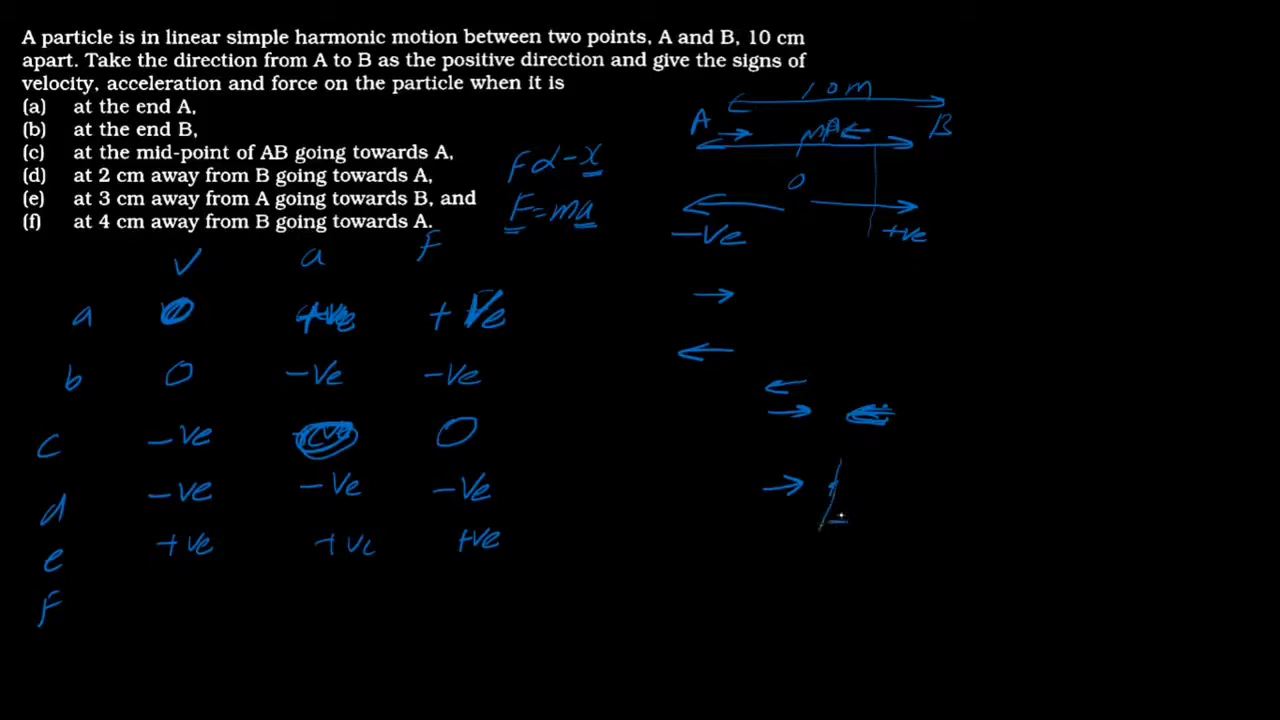 A particle is in linear simple harmonic motion between two points, A and B, 10 cm
apart. Take the direction from A to B as the positive direction and give the signs of
velocity, acceleration and force on the particle when it is
(a) at the end A,
(b) at the end B,
(c) at the mid-point of AB going towards A,
(d) at 2 cm away from B going towards A,
(e) at 3 cm away from A going towards B, and
(f) at 4 cm away from B going towards A.
10m
A MP B
F∝-x
O
F=ma
-ve +ve
V a F
a 0 +ve + Ve
b 0 -ve -ve
c -ve 0
d -ve -ve -ve
e +ve +ve +ve
F